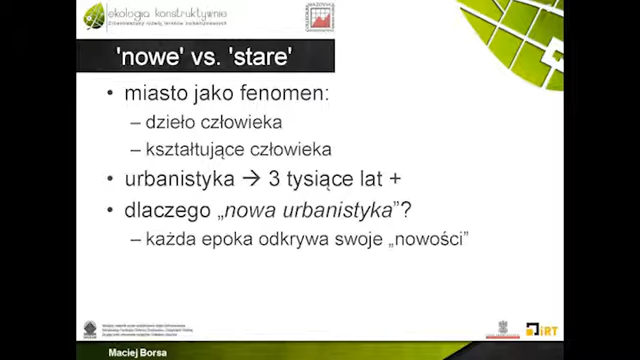 ekologia konstruktywnie
'nowe' vs. 'stare'
• miasto jako fenomen:
– dzieło człowieka
– kształtujące człowieka
• urbanistyka → 3 tysiące lat +
• dlaczego „nowa urbanistyka”?
– każda epoka odkrywa swoje „nowości”
iRT
Maciej Borsa